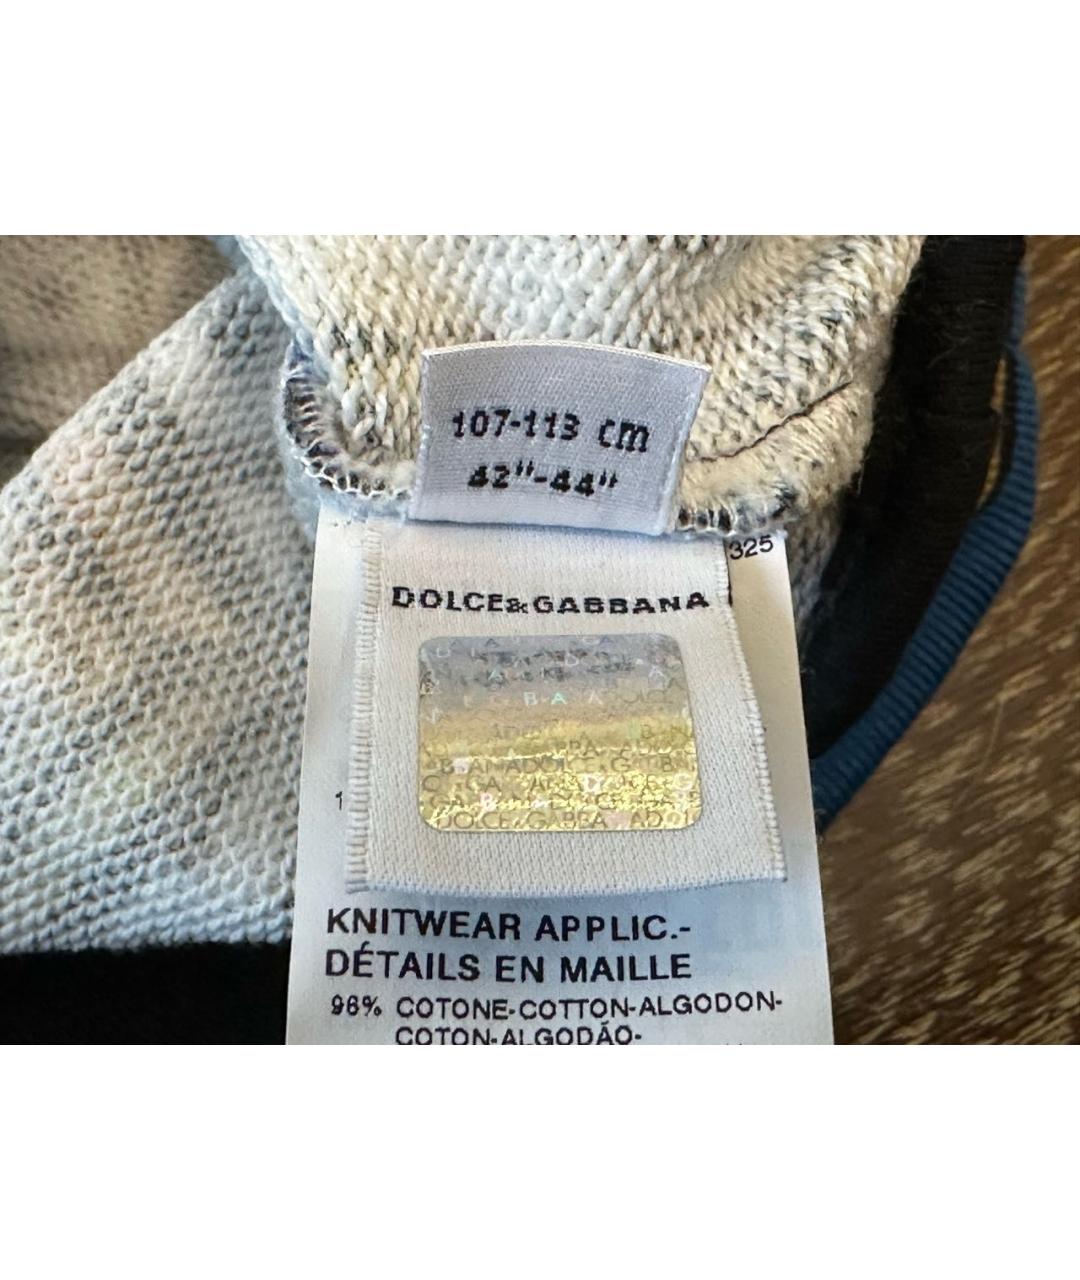 107-113 cm
42"-44"
325
DOLCE&GABBANA
1
KNITWEAR APPLIC.-
DÉTAILS EN MAILLE
96% COTONE-COTTON-ALGODON-
COTON-ALGODÃO-